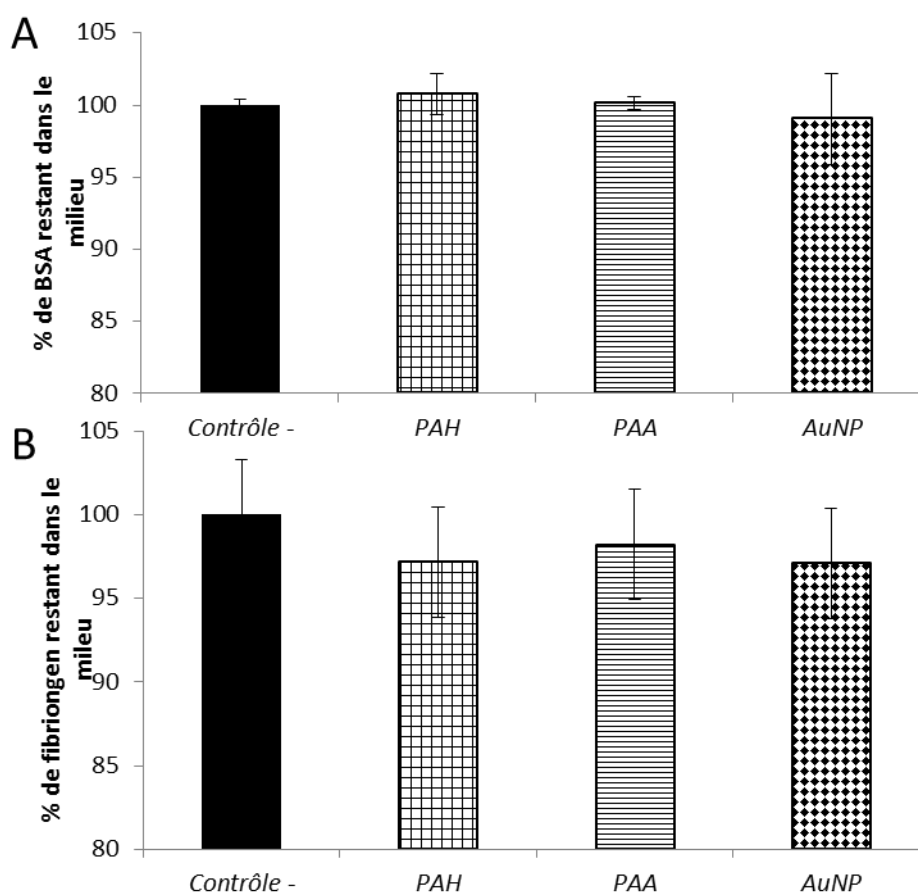 A
105
100
95
90
85
80
% de BSA restant dans le
milieu
Contrôle -
PAH
PAA
AuNP
B
105
100
95
90
85
80
% de fibriongen restant dans le
mileu
Contrôle -
PAH
PAA
AuNP